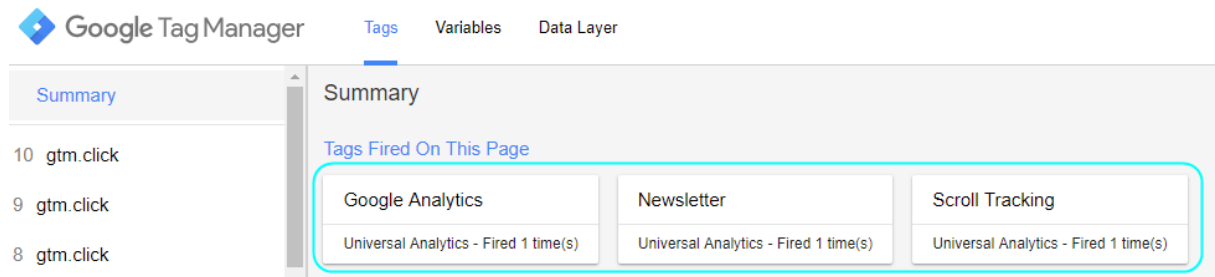 Google Tag Manager Tags Variables Data Layer
Summary
10 gtm.click
9 gtm.click
8 gtm.click
Summary
Tags Fired On This Page
Google Analytics
Universal Analytics - Fired 1 time(s)
Newsletter
Universal Analytics - Fired 1 time(s)
Scroll Tracking
Universal Analytics - Fired 1 time(s)